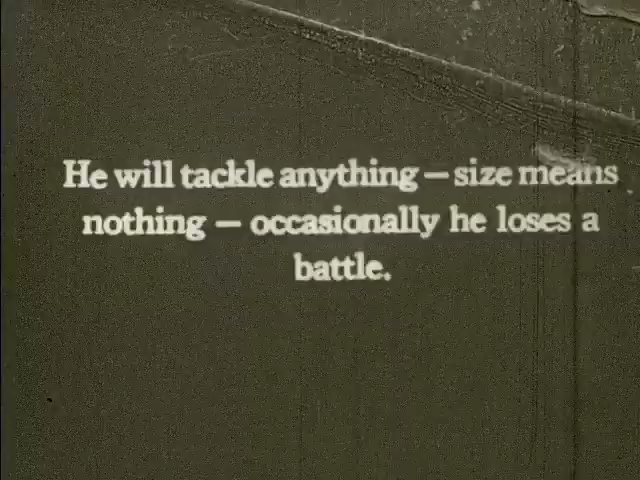 He will tackle anything — size means
nothing — occasionally he loses a
battle.